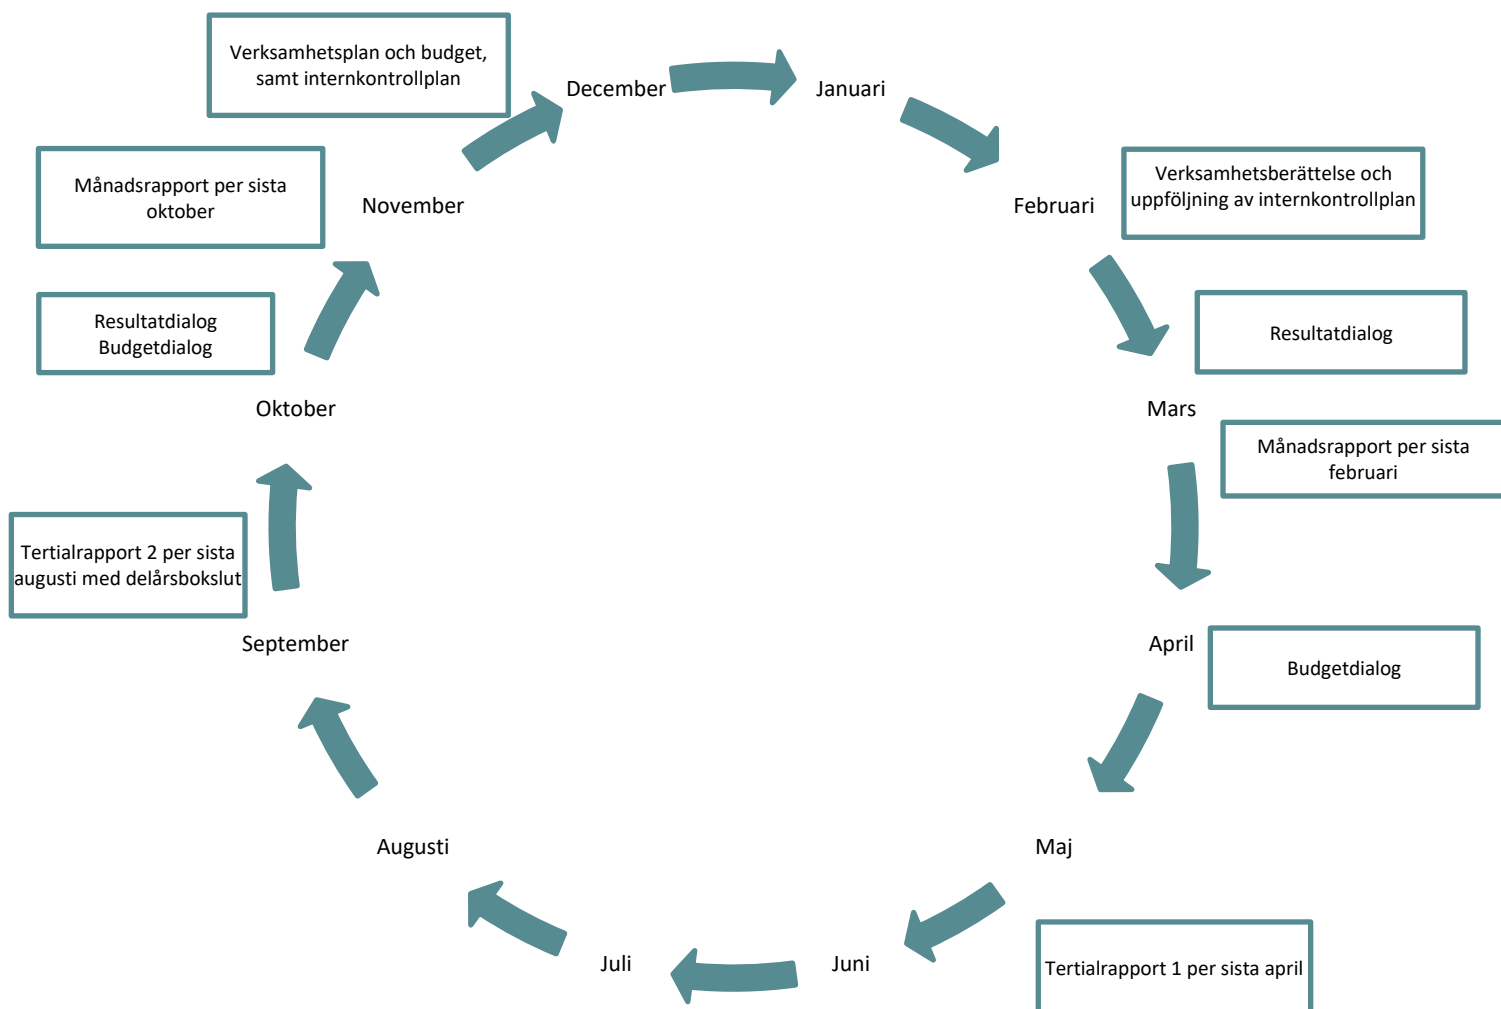 Verksamhetsplan och budget,
samt internkontrollplan
December
Januari
Månadsrapport per sista
oktober
November
Februari
Verksamhetsberättelse och
uppföljning av internkontrollplan
Resultatdialog
Budgetdialog
Resultatdialog
Oktober
Mars
Månadsrapport per sista
februari
Tertialrapport 2 per sista
augusti med delårsbokslut
September
April
Budgetdialog
Augusti
Maj
Juli
Juni
Tertialrapport 1 per sista april